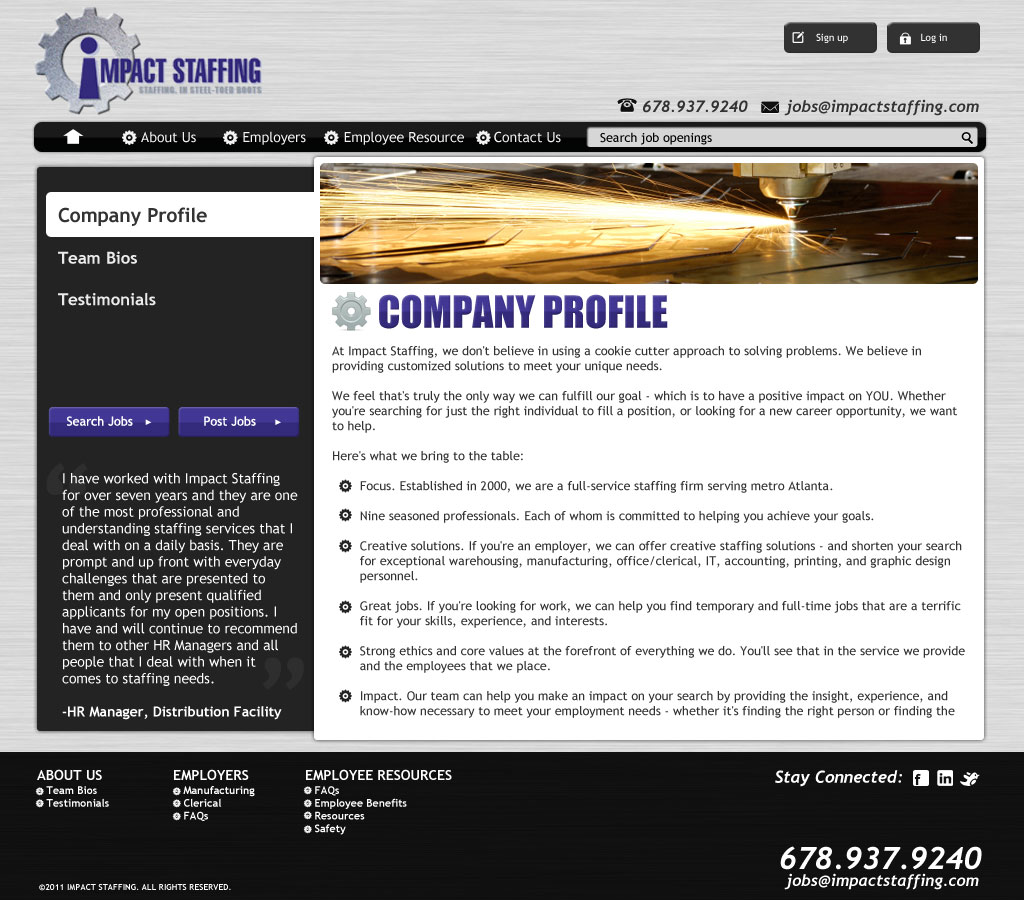 MPACT STAFFING
STAFFING, IN STEEL-TOED BOOTS
Sign up
Log in
678.937.9240
jobs@impactstaffing.com
About Us
Employers
Employee Resource
Contact Us
Search job openings
Company Profile
Team Bios
Testimonials
Search Jobs
Post Jobs
“
I have worked with Impact Staffing
for over seven years and they are one
of the most professional and
understanding staffing services that I
deal with on a daily basis. They are
prompt and up front with everyday
challenges that are presented to
them and only present qualified
applicants for my open positions. I
have and will continue to recommend
them to other HR Managers and all
people that I deal with when it
comes to staffing needs.
”
-HR Manager, Distribution Facility
COMPANY PROFILE
At Impact Staffing, we don't believe in using a cookie cutter approach to solving problems. We believe in
providing customized solutions to meet your unique needs.
We feel that's truly the only way we can fulfill our goal - which is to have a positive impact on YOU. Whether
you're searching for just the right individual to fill a position, or looking for a new career opportunity, we want
to help.
Here's what we bring to the table:
Focus. Established in 2000, we are a full-service staffing firm serving metro Atlanta.
Nine seasoned professionals. Each of whom is committed to helping you achieve your goals.
Creative solutions. If you're an employer, we can offer creative staffing solutions - and shorten your search
for exceptional warehousing, manufacturing, office/clerical, IT, accounting, printing, and graphic design
personnel.
Great jobs. If you're looking for work, we can help you find temporary and full-time jobs that are a terrific
fit for your skills, experience, and interests.
Strong ethics and core values at the forefront of everything we do. You'll see that in the service we provide
and the employees that we place.
Impact. Our team can help you make an impact on your search by providing the insight, experience, and
know-how necessary to meet your employment needs - whether it's finding the right person or finding the
ABOUT US
Team Bios
Testimonials
EMPLOYERS
Manufacturing
Clerical
FAQs
EMPLOYEE RESOURCES
FAQs
Employee Benefits
Resources
Safety
Stay Connected:
f
in
678.937.9240
jobs@impactstaffing.com
©2011 IMPACT STAFFING. ALL RIGHTS RESERVED.